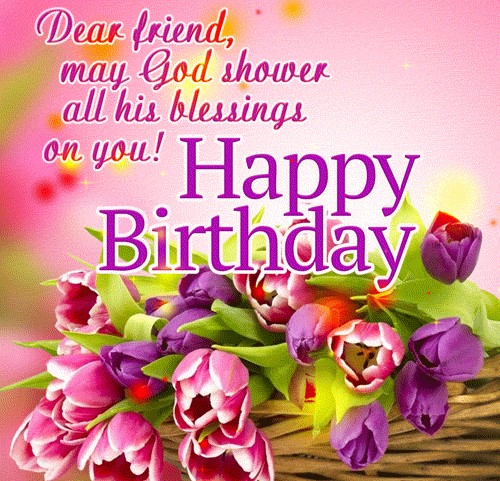 Dear friend,
may God shower
all his blessings
on you!
Happy
Birthday